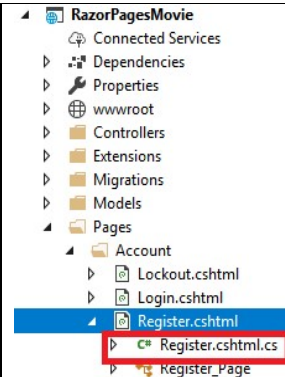 RazorPagesMovie
Connected Services
Dependencies
Properties
wwwroot
Controllers
Extensions
Migrations
Models
Pages
Account
Lockout.cshtml
Login.cshtml
Register.cshtml
C# Register.cshtml.cs
Register_Page